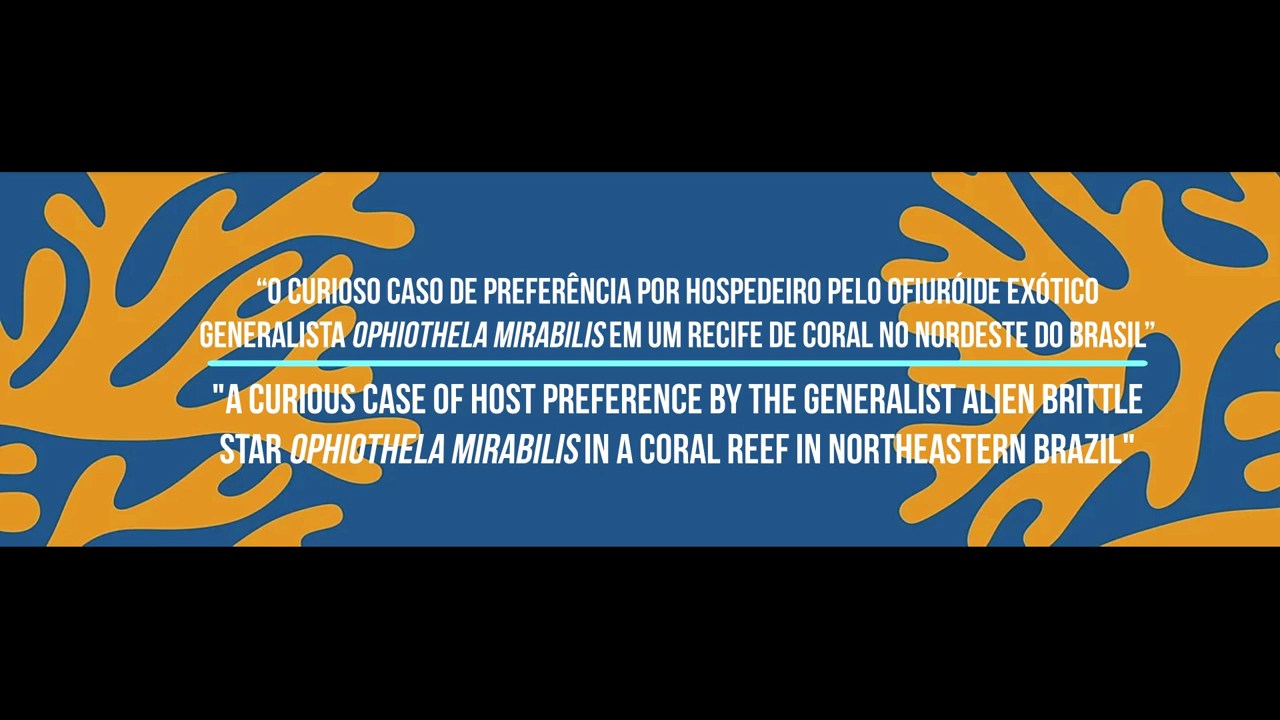 “O CURIOSO CASO DE PREFERÊNCIA POR HOSPEDEIRO PELO OFIURÓIDE EXÓTICO
GENERALISTA OPHIOTHELA MIRABILIS EM UM RECIFE DE CORAL NO NORDESTE DO BRASIL”
"A CURIOUS CASE OF HOST PREFERENCE BY THE GENERALIST ALIEN BRITTLE
STAR OPHIOTHELA MIRABILIS IN A CORAL REEF IN NORTHEASTERN BRAZIL"